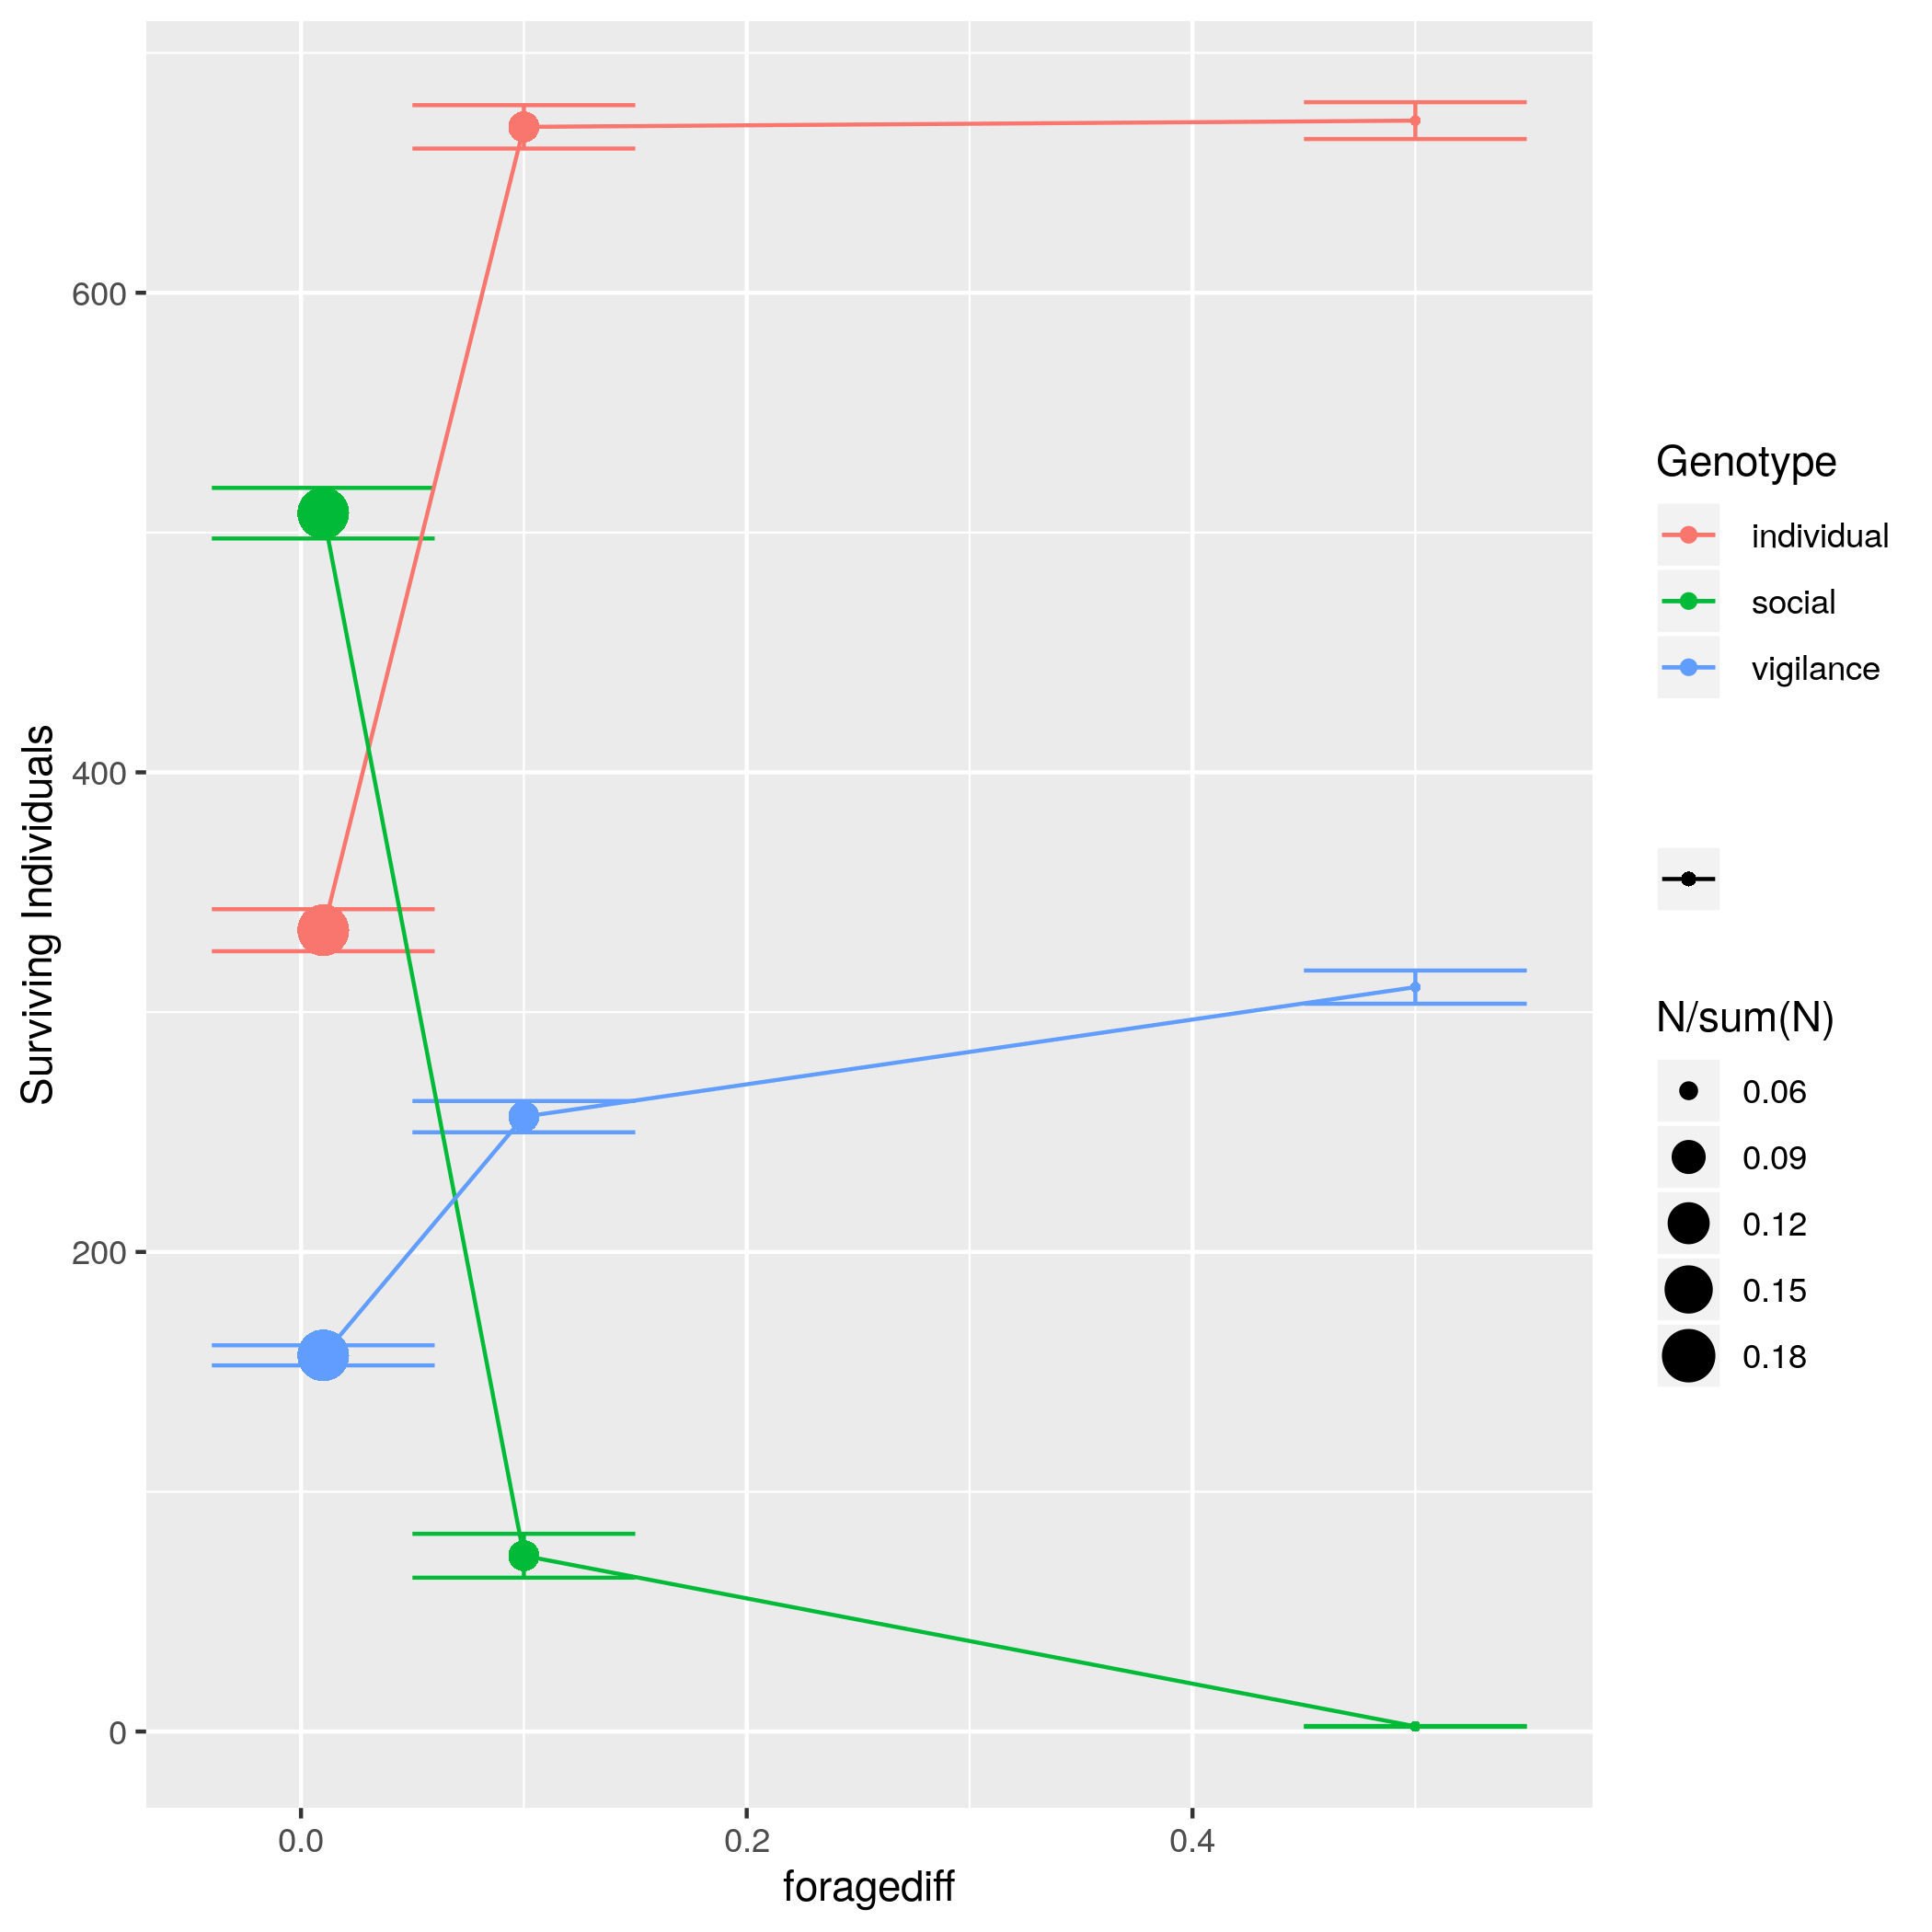 Surviving Individuals
600
400
200
0
0.0
0.2
0.4
foragediff
Genotype
individual
social
vigilance
N/sum(N)
0.06
0.09
0.12
0.15
0.18